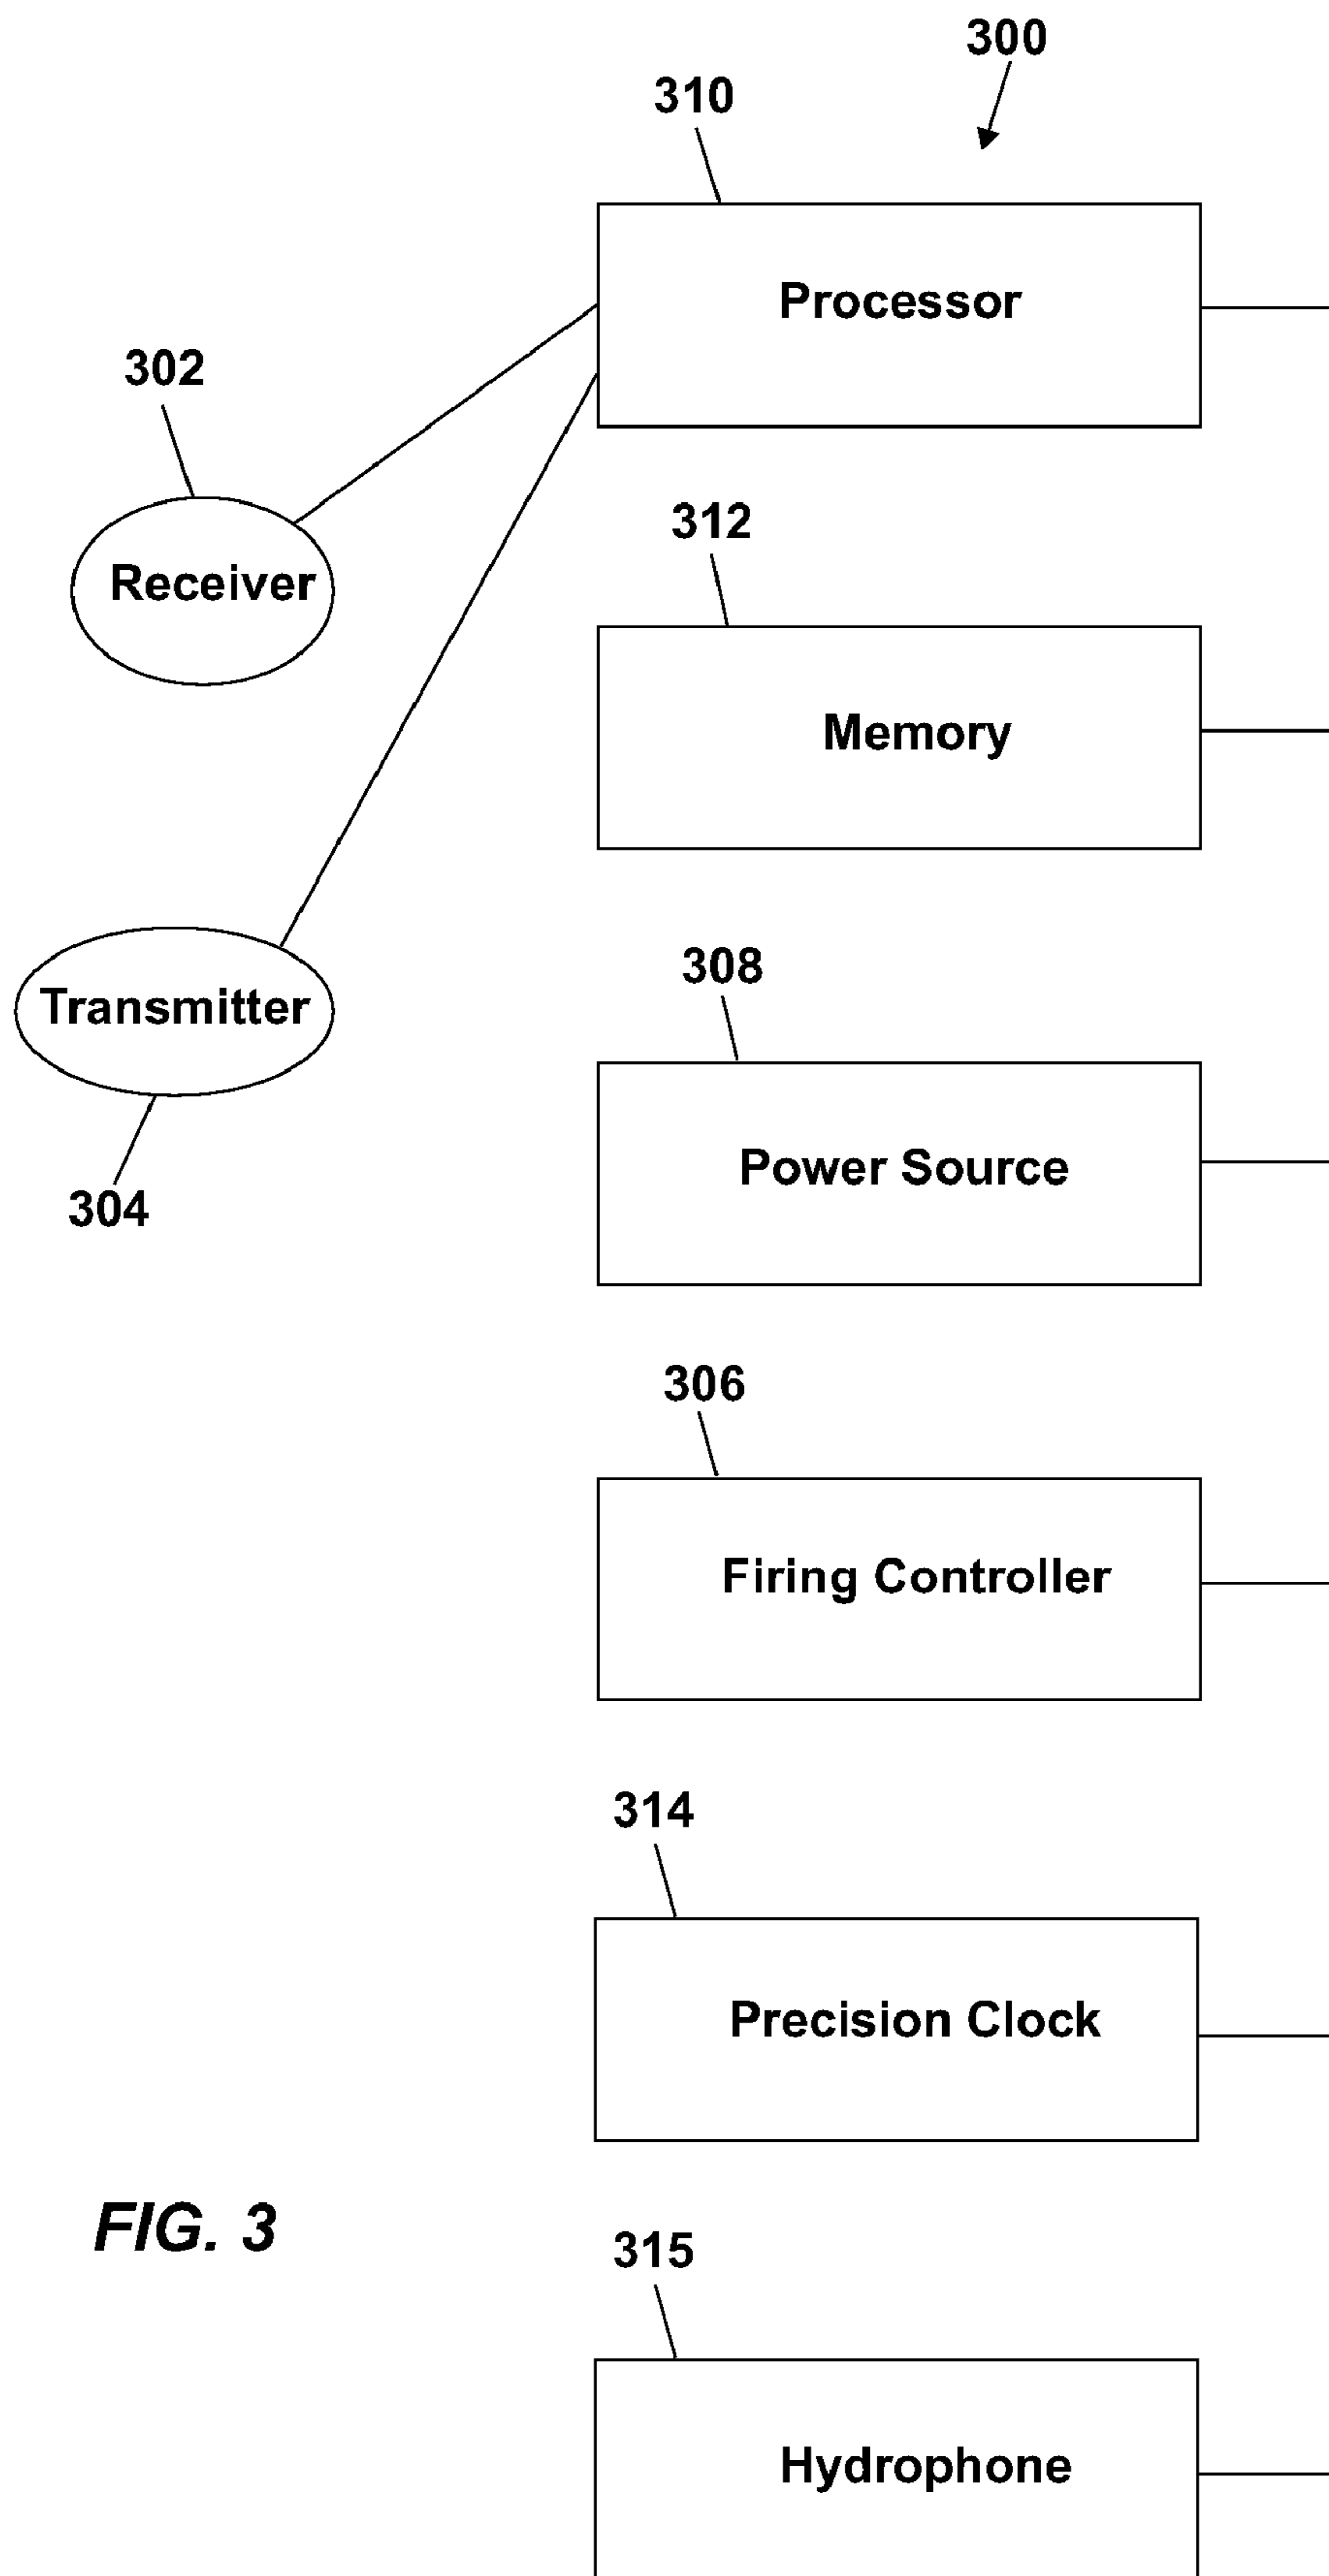 300
310
Processor
302
Receiver
312
Memory
308
Transmitter
Power Source
304
306
Firing Controller
314
Precision Clock
FIG. 3
315
Hydrophone